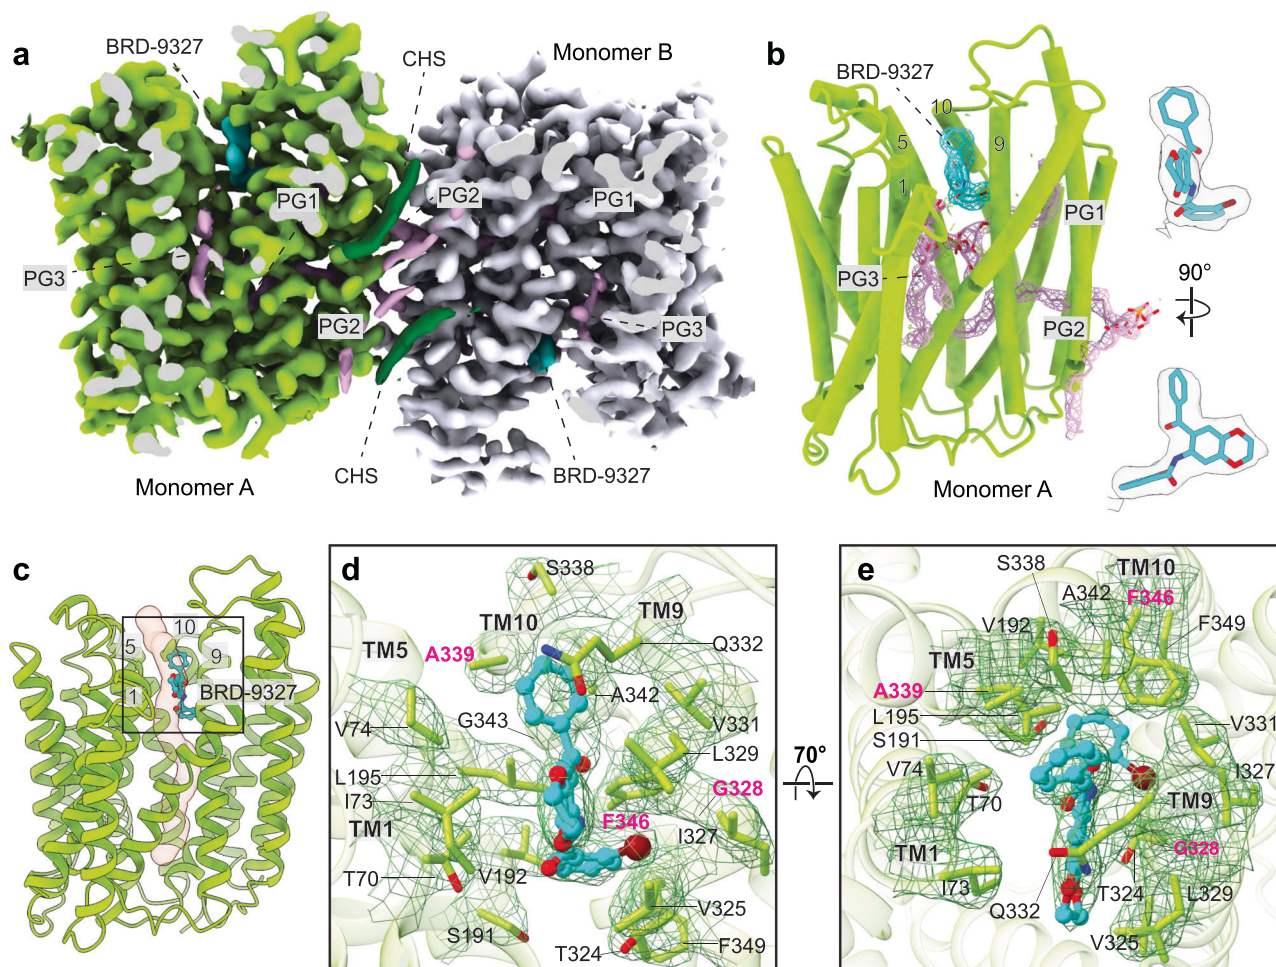 a
BRD-9327
CHS
Monomer B
PG1
PG2
PG1
PG3
PG2
PG3
CHS
BRD-9327
Monomer A
b
BRD-9327
10
5
9
1
PG1
PG3
PG2
90°
Monomer A
c
10
5
9
1
BRD-9327
d
S338
TM10
TM9
TM5
A339
Q332
A342
V74
G343
V331
L329
L195
I73
G328
TM1
F346
I327
T70
V192
V325
S191
T324
F349
70°
e
S338
TM10
A342
F346
V192
F349
TM5
A339
L195
V331
S191
V74
I327
T70
TM9
TM1
G328
I73
T324
L329
Q332
V325